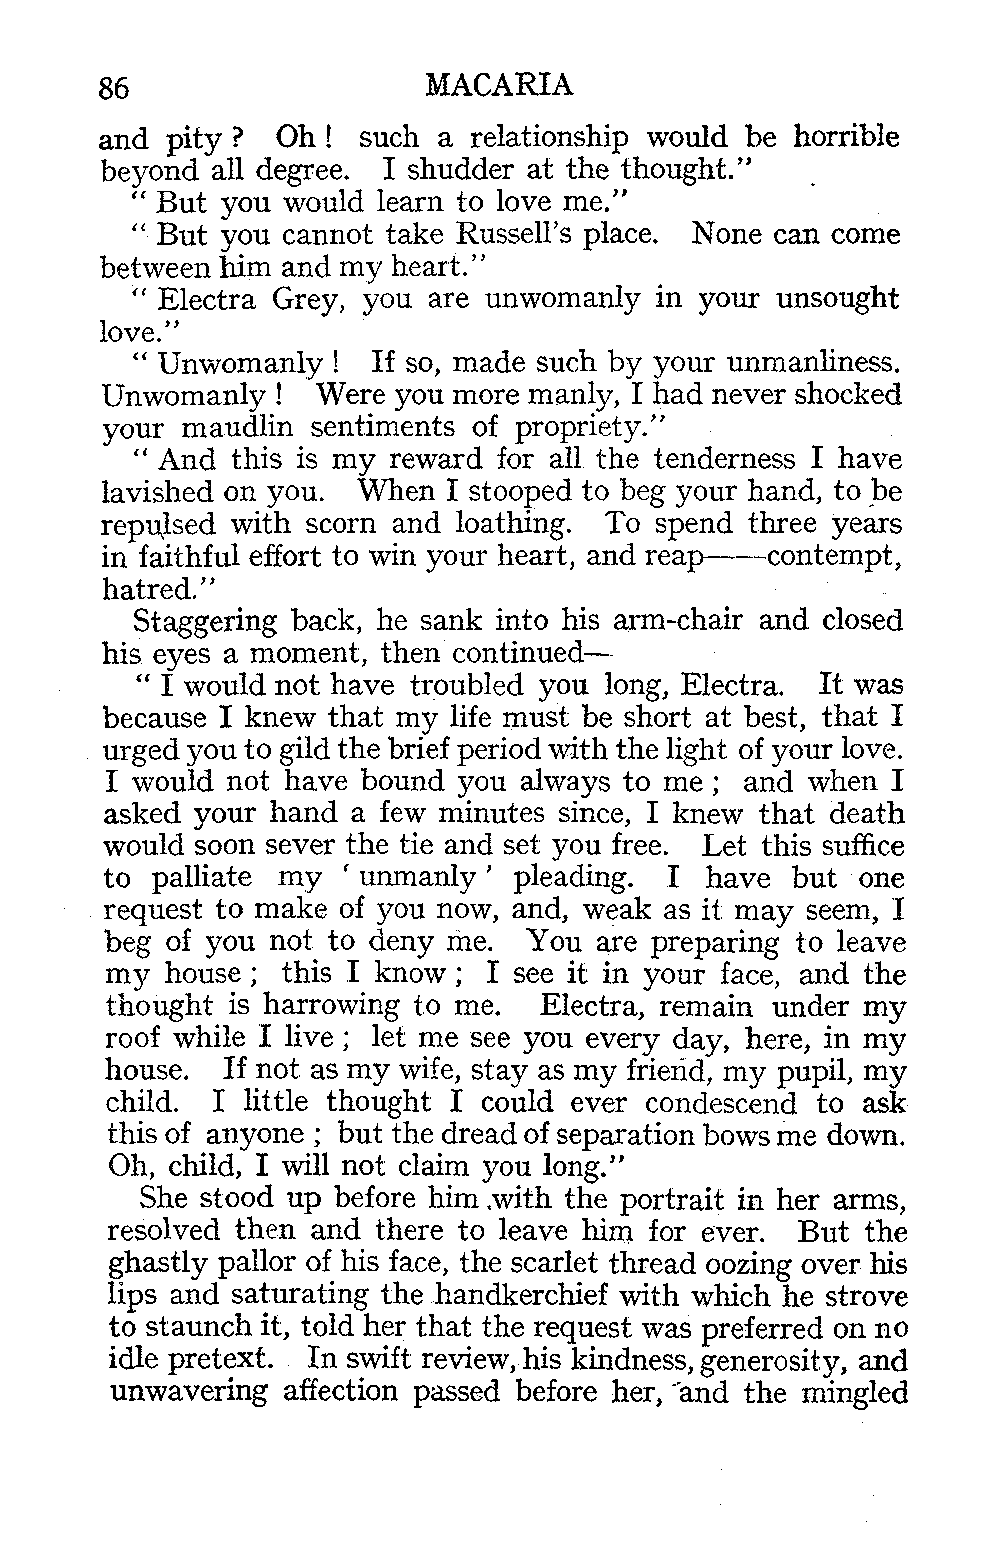 86 MACARIA
and pity ? Oh ! such a relationship would be horrible
beyond all degree. I shudder at the thought.”
“ But you would learn to love me.”
“ But you cannot take Russell’s place. None can come
between him and my heart.”
“ Electra Grey, you are unwomanly in your unsought
love.”
“ Unwomanly ! If so, made such by your unmanliness.
Unwomanly ! Were you more manly, I had never shocked
your maudlin sentiments of propriety.”
“ And this is my reward for all the tenderness I have
lavished on you. When I stooped to beg your hand, to be
repulsed with scorn and loathing. To spend three years
in faithful effort to win your heart, and reap——contempt,
hatred.”
Staggering back, he sank into his arm-chair and closed
his eyes a moment, then continued—
“ I would not have troubled you long, Electra. It was
because I knew that my life must be short at best, that I
urged you to gild the brief period with the light of your love.
I would not have bound you always to me ; and when I
asked your hand a few minutes since, I knew that death
would soon sever the tie and set you free. Let this suffice
to palliate my ‘ unmanly ’ pleading. I have but one
request to make of you now, and, weak as it may seem, I
beg of you not to deny me. You are preparing to leave
my house ; this I know ; I see it in your face, and the
thought is harrowing to me. Electra, remain under my
roof while I live ; let me see you every day, here, in my
house. If not as my wife, stay as my friend, my pupil, my
child. I little thought I could ever condescend to ask
this of anyone ; but the dread of separation bows me down.
Oh, child, I will not claim you long.”
She stood up before him with the portrait in her arms,
resolved then and there to leave him for ever. But the
ghastly pallor of his face, the scarlet thread oozing over his
lips and saturating the handkerchief with which he strove
to staunch it, told her that the request was preferred on no
idle pretext. In swift review, his kindness, generosity, and
unwavering affection passed before her, and the mingled